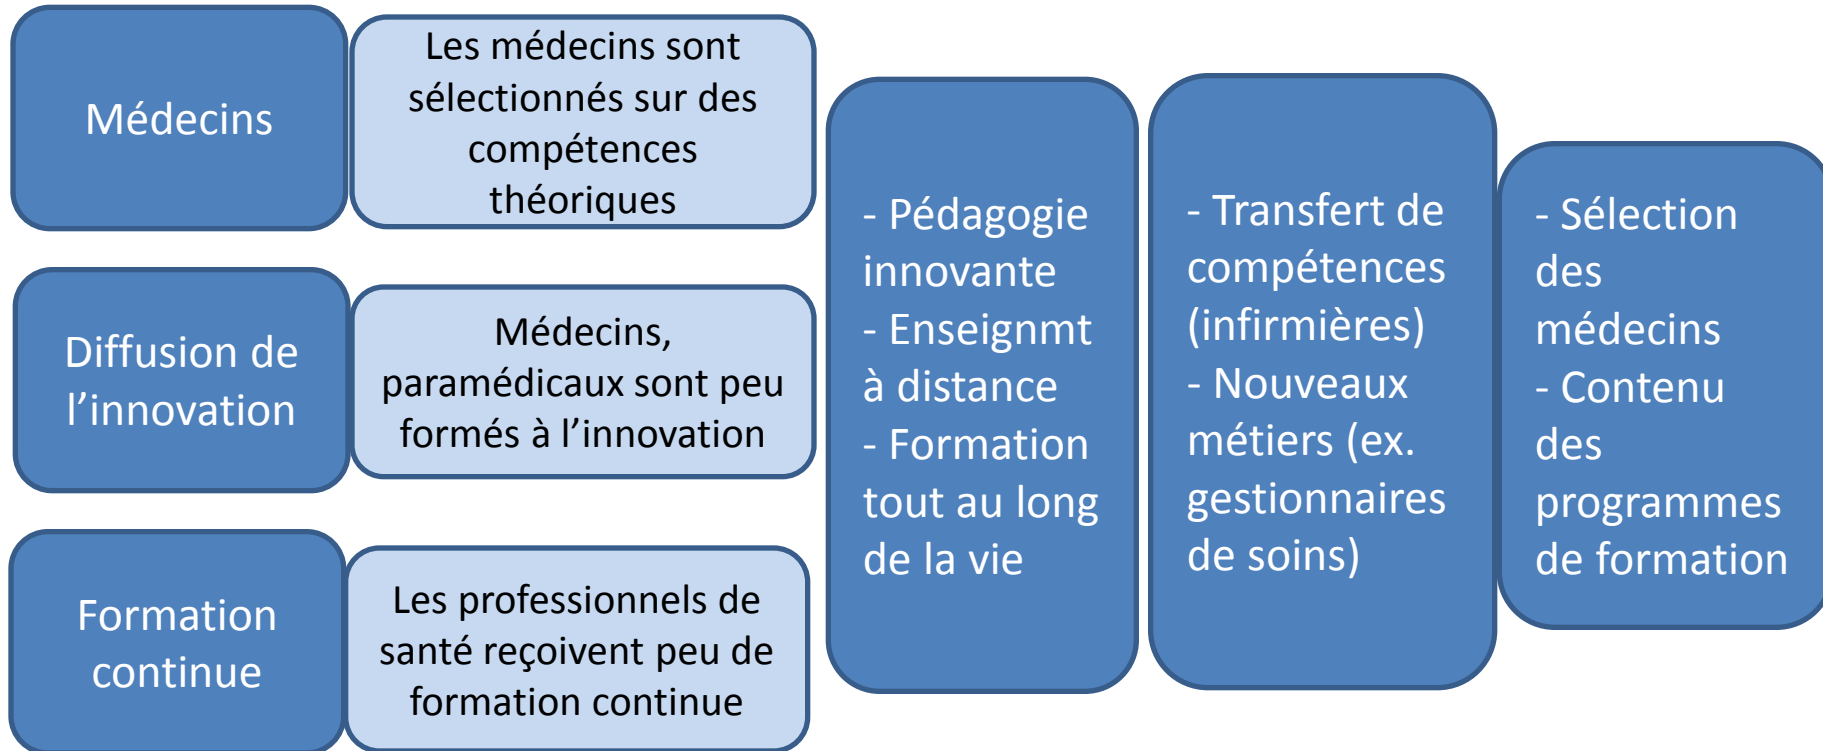 Médecins
Les médecins sont
sélectionnés sur des
compétences
théoriques
Diffusion de
l’innovation
Médecins,
paramédicaux sont peu
formés à l’innovation
Formation
continue
Les professionnels de
santé reçoivent peu de
formation continue
- Pédagogie
innovante
- Enseignmt
à distance
- Formation
tout au long
de la vie
- Transfert de
compétences
(infirmières)
- Nouveaux
métiers (ex.
gestionnaires
de soins)
- Sélection
des
médecins
- Contenu
des
programmes
de formation